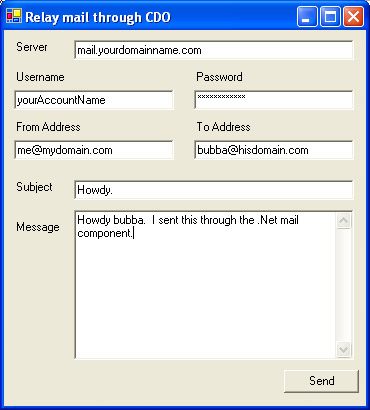 Relay mail through CDO
Server
mail.yourdomainname.com
Username
Password
yourAccountName
************
From Address
To Address
me@mydomain.com
bubba@hisdomain.com
Subject
Howdy.
Message
Howdy bubba.  I sent this through the .Net mail
component.
Send